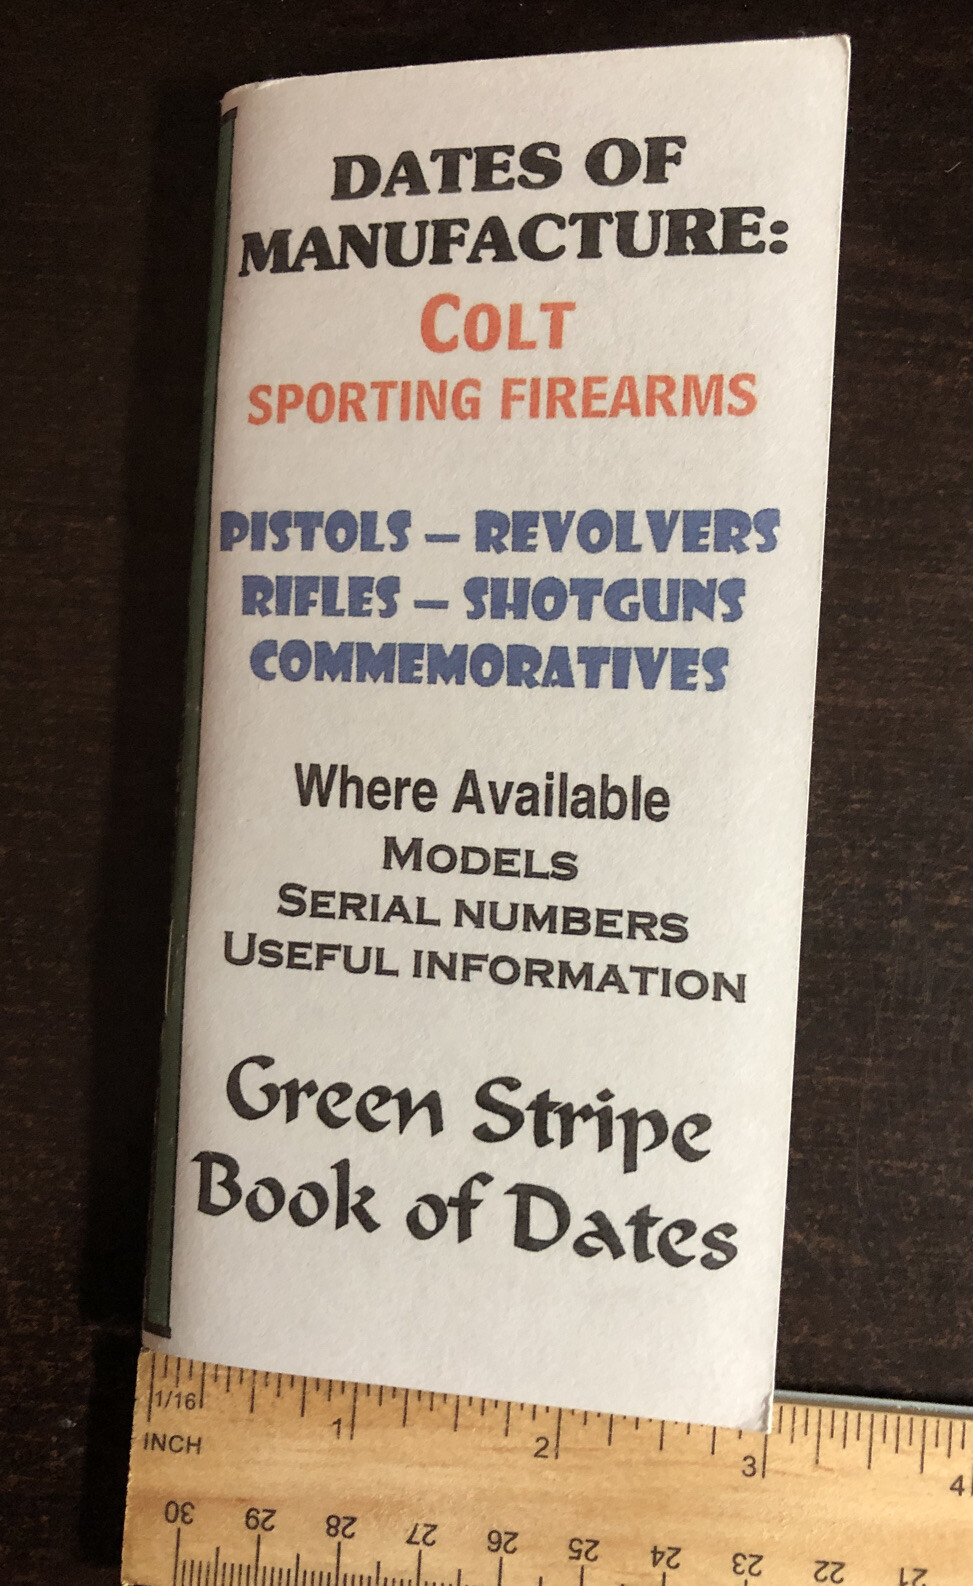 DATES OF
MANUFACTURE:
COLT
SPORTING FIREARMS
PISTOLS – REVOLVERS
RIFLES – SHOTGUNS
COMMEMORATIVES
Where Available
MODELS
SERIAL NUMBERS
USEFUL INFORMATION
Green Stripe
Book of Dates
1/16
1 2 3 4
INCH
30 29 28 27 26 25 24 23 22 21